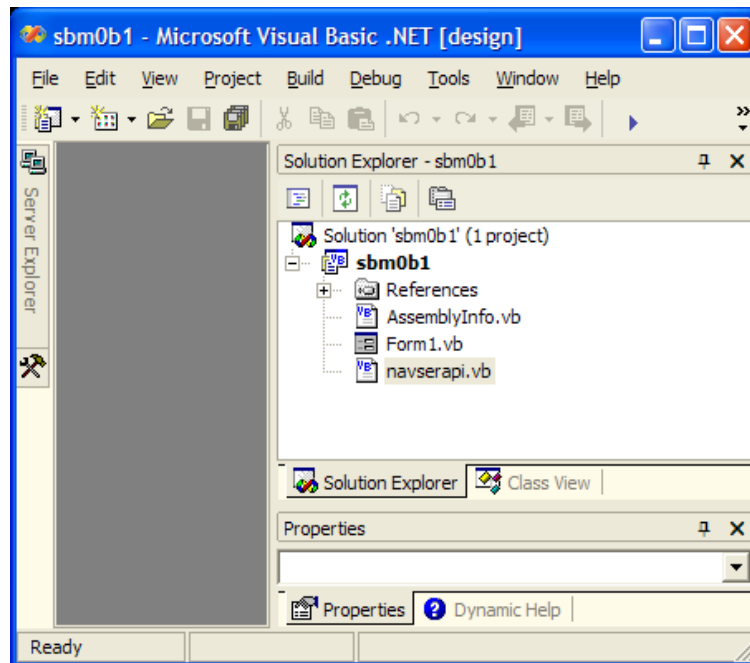 sbm0b1 - Microsoft Visual Basic .NET [design]
File Edit View Project Build Debug Tools Window Help
Server Explorer
Solution Explorer - sbm0b1
Solution 'sbm0b1' (1 project)
sbm0b1
References
AssemblyInfo.vb
Form1.vb
navserapi.vb
Solution Explorer Class View
Properties
Properties Dynamic Help
Ready